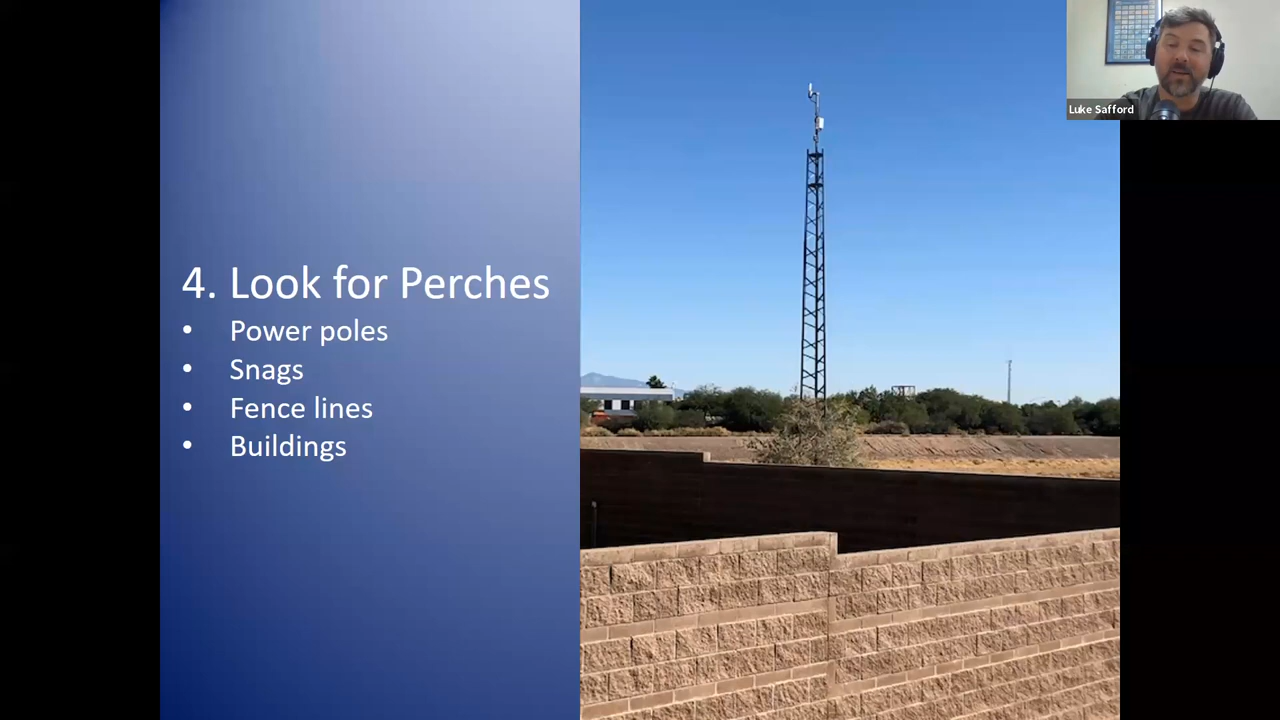 4. Look for Perches
• Power poles
• Snags
• Fence lines
• Buildings
Luke Safford